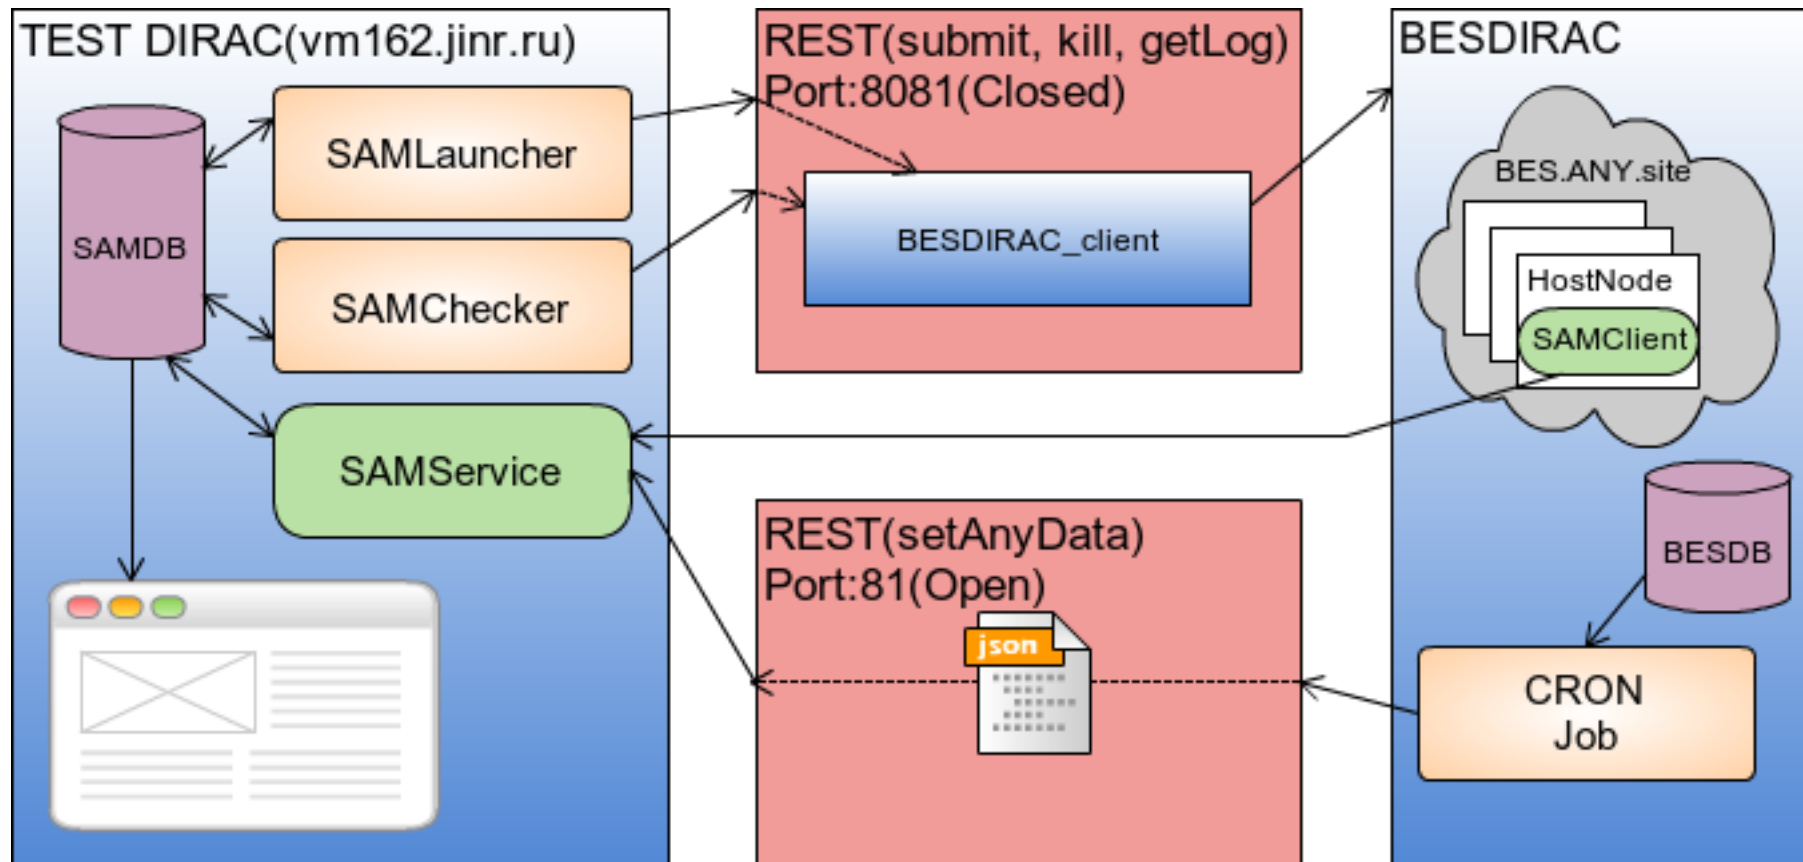 TEST DIRAC(vm162.jinr.ru)
SAMDB
SAMLauncher
SAMChecker
SAMService
REST(submit, kill, getLog)
Port:8081(Closed)
BESDIRAC_client
REST(setAnyData)
Port:81(Open)
json
BESDIRAC
BES.ANY.site
HostNode
SAMClient
BESDB
CRON
Job